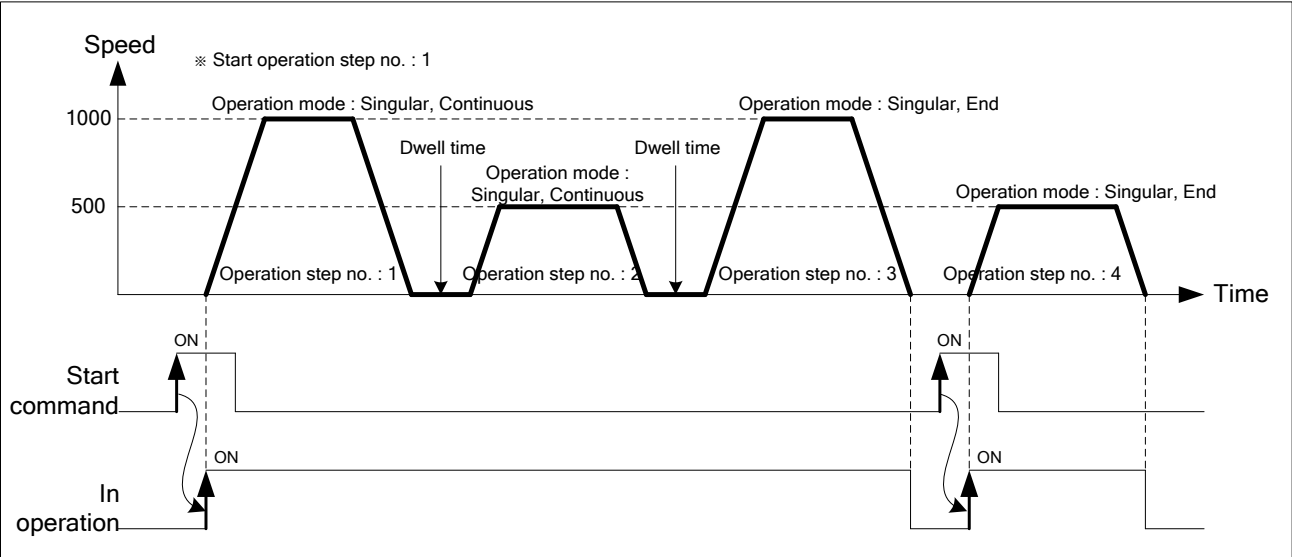 Speed
※ Start operation step no. : 1
Operation mode : Singular, Continuous
Operation mode : Singular, End
1000
Dwell time
Dwell time
Operation mode :
Singular, Continuous
Operation mode : Singular, End
500
Operation step no. : 1
Operation step no. : 2
Operation step no. : 3
Operation step no. : 4
Time
ON
ON
Start
command
ON
ON
In
operation